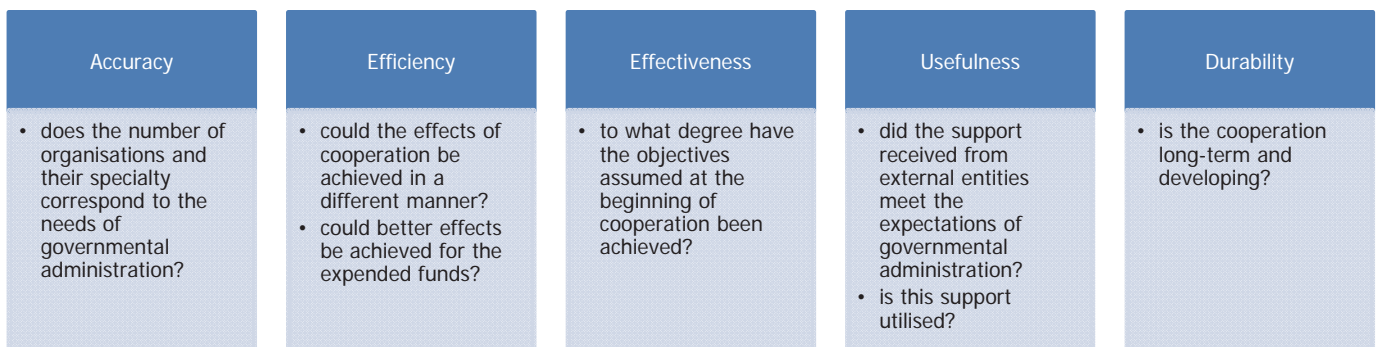 Accuracy
• does the number of
organisations and
their specialty
correspond to the
needs of
governmental
administration?
Efficiency
• could the effects of
cooperation be
achieved in a
different manner?
• could better effects
be achieved for the
expended funds?
Effectiveness
• to what degree have
the objectives
assumed at the
beginning of
cooperation been
achieved?
Usefulness
• did the support
received from
external entities
meet the
expectations of
governmental
administration?
• is this support
utilised?
Durability
• is the cooperation
long-term and
developing?